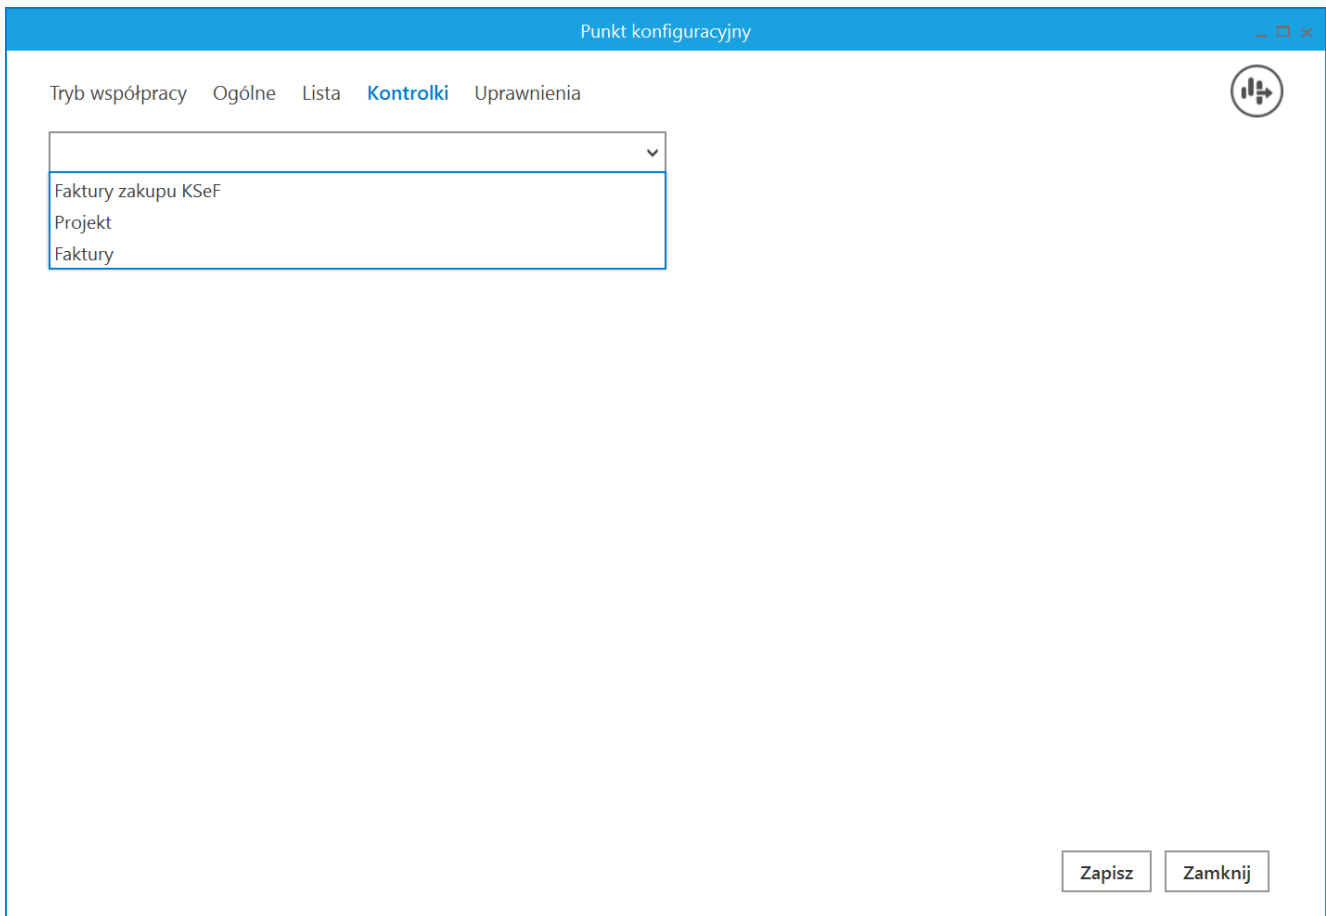 Punkt konfiguracyjny
Tryb współpracy Ogólne Lista Kontrolki Uprawnienia
Faktury zakupu KSeF
Projekt
Faktury
Zapisz Zamknij